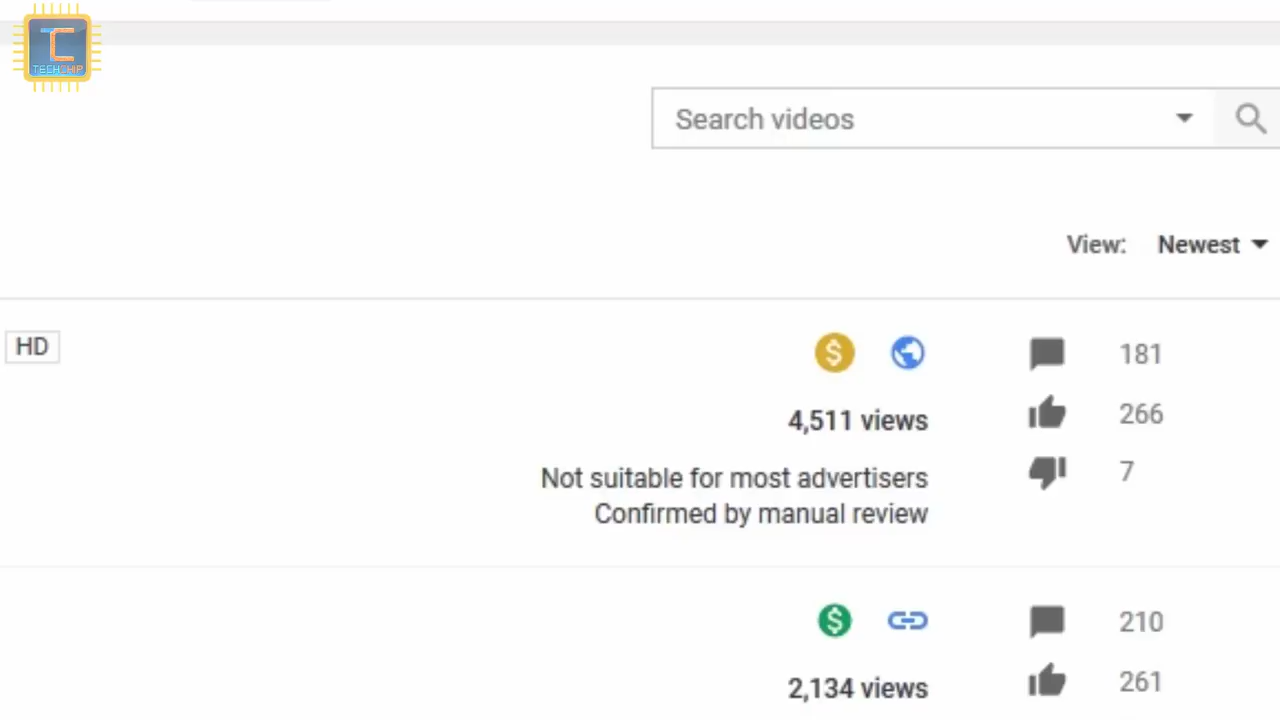 TECHCHIP
Search videos
View: Newest
HD
181
266
4,511 views
7
Not suitable for most advertisers
Confirmed by manual review
210
2,134 views
261